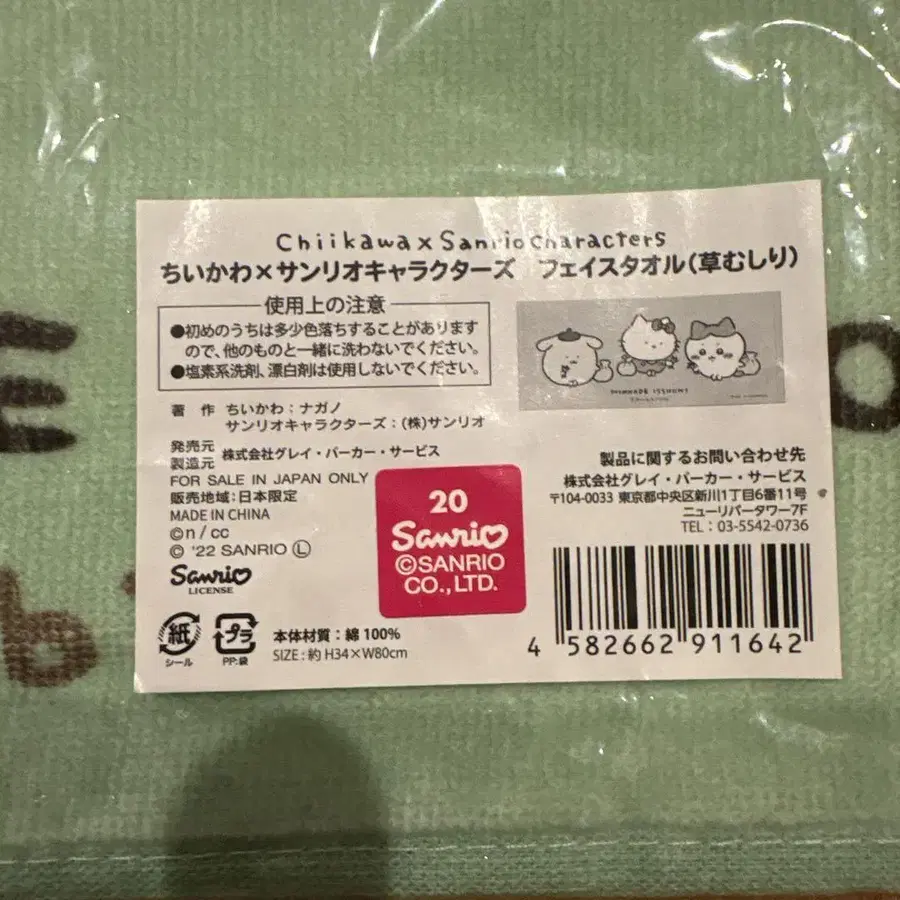 Chiikawa x Sanrio characters
ちいかわ×サンリオキャラクターズ フェイスタオル(草むしり)
使用上の注意
●初めのうちは多少色落ちすることがあります
ので、他のものと一緒に洗わないでください。
●塩素系洗剤、漂白剤は使用しないでください。
著 作 ちいかわ:ナガノ
サンリオキャラクターズ:(株)サンリオ
発売元
製造元 株式会社グレイ・パーカー・サービス
FOR SALE IN JAPAN ONLY
販売地域:日本限定
MADE IN CHINA
©n / cc
© '22 SANRIO Ⓛ
Sanrio
LICENSE
紙
シール
プラ
PP:袋
本体材質:綿 100%
SIZE:約 H34×W80cm
20
Sanrio
©SANRIO
CO., LTD.
製品に関するお問い合わせ先
株式会社グレイ・パーカー・サービス
〒104-0033 東京都中央区新川1丁目6番11号
ニューリバータワー7F
TEL:03-5542-0736
4 582662 911642